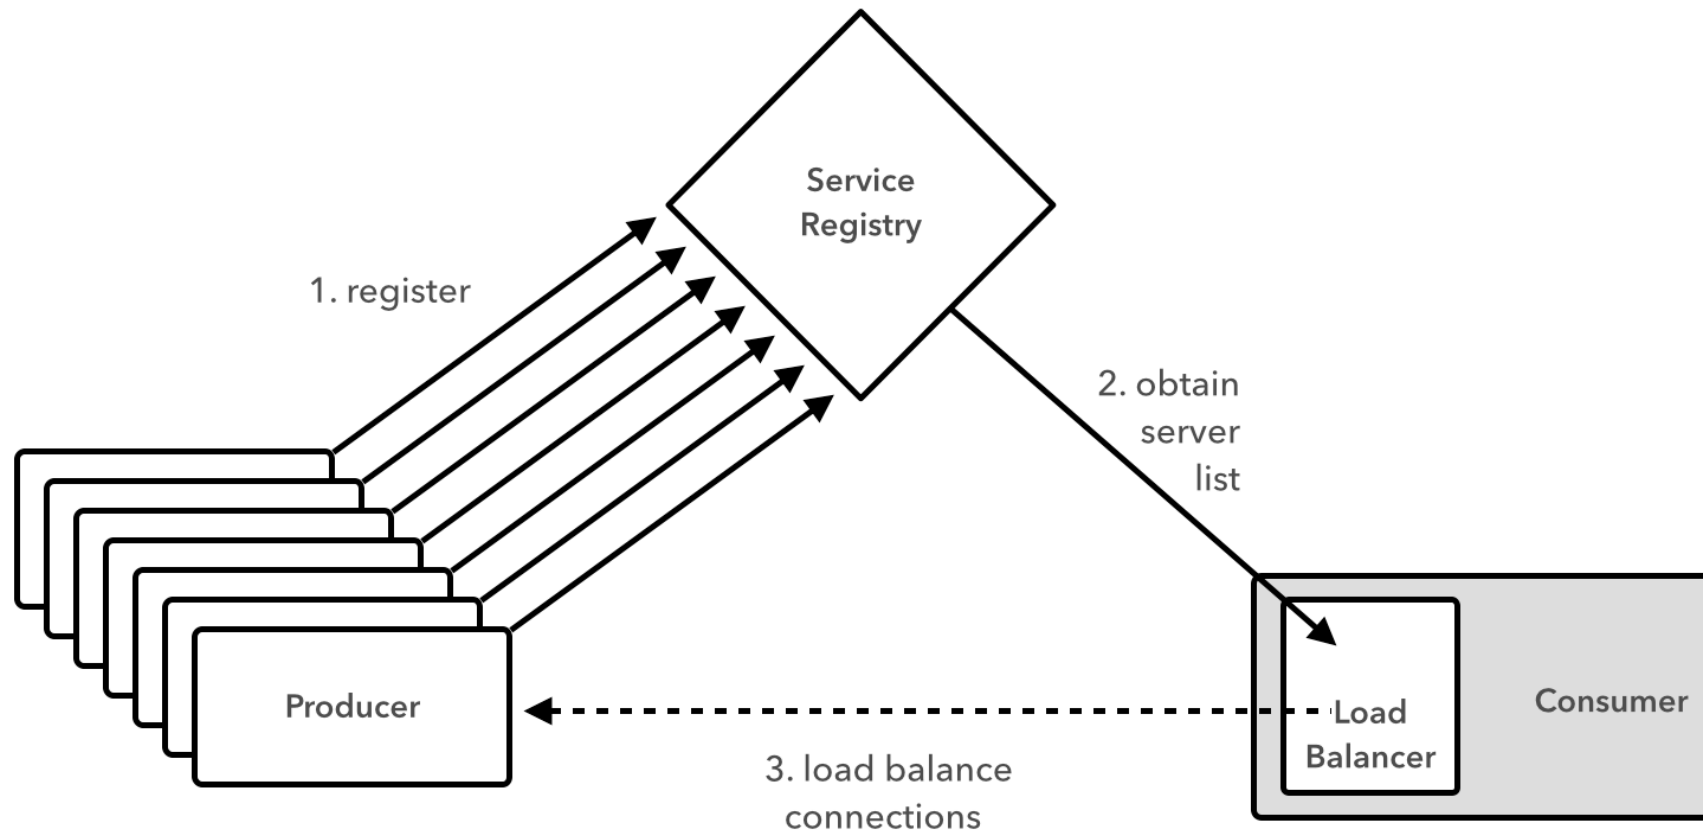 Service
Registry
1. register
2. obtain
server
list
Producer
Load
Balancer
Consumer
3. load balance
connections